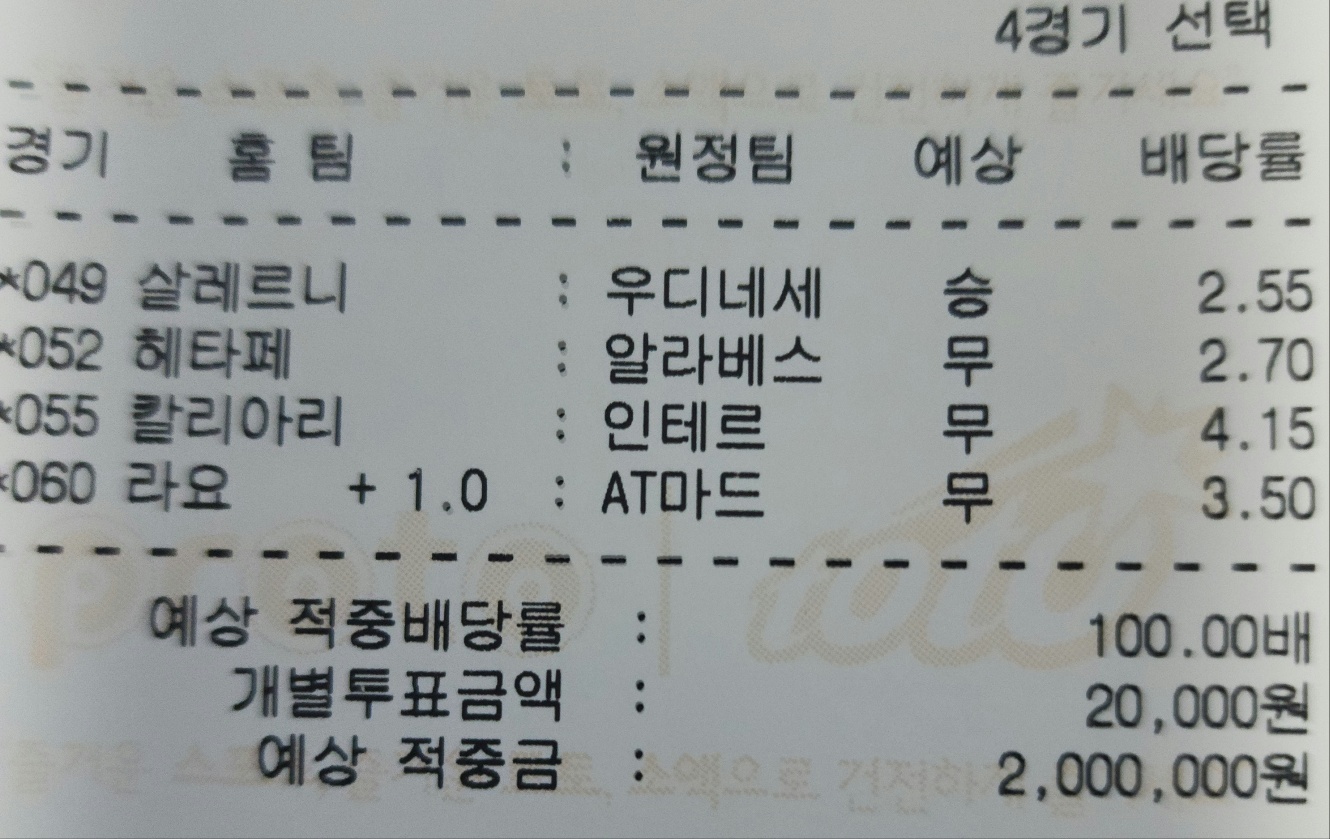 4경기 선택
경기 홈 팀 : 원정팀 예상 배당률
*049 살레르니 : 우디네세 승 2.55
*052 헤타페 : 알라베스 무 2.70
*055 칼리아리 : 인테르 무 4.15
*060 라요 + 1.0 : AT마드 무 3.50
proto toto
예상 적중배당률 : 100.00배
개별투표금액 : 20,000원
예상 적중금 : 2,000,000원